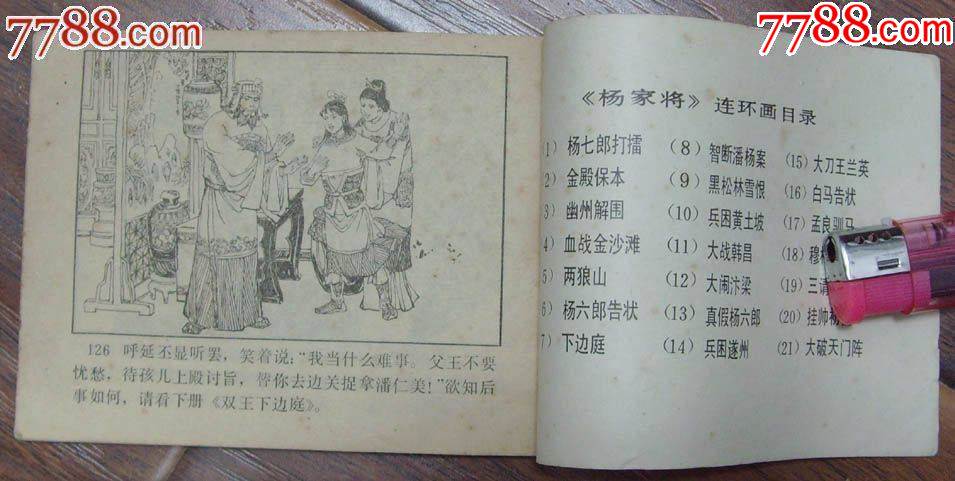 7788.com
7788.com
126 呼延丕显听罢，笑着说：“我当什么难事。父王不要
忧愁，待孩儿上殿讨旨，替你去边关捉拿潘仁美！”欲知后
事如何，请看下册《双王下边庭》。
《杨家将》连环画目录
1） 杨七郎打擂
2） 金殿保本
3） 幽州解围
4） 血战金沙滩
5） 两狼山
6） 杨六郎告状
7） 下边庭
（8） 智断潘杨案
（9） 黑松林雪恨
（10） 兵困黄土坡
（11） 大战韩昌
（12） 大闹汴梁
（13） 真假杨六郎
（14） 兵困遂州
（15） 大刀王兰英
（16） 白马告状
（17） 孟良驯马
（18） 穆
（19） 三请
（20） 挂帅
（21） 大破天门阵